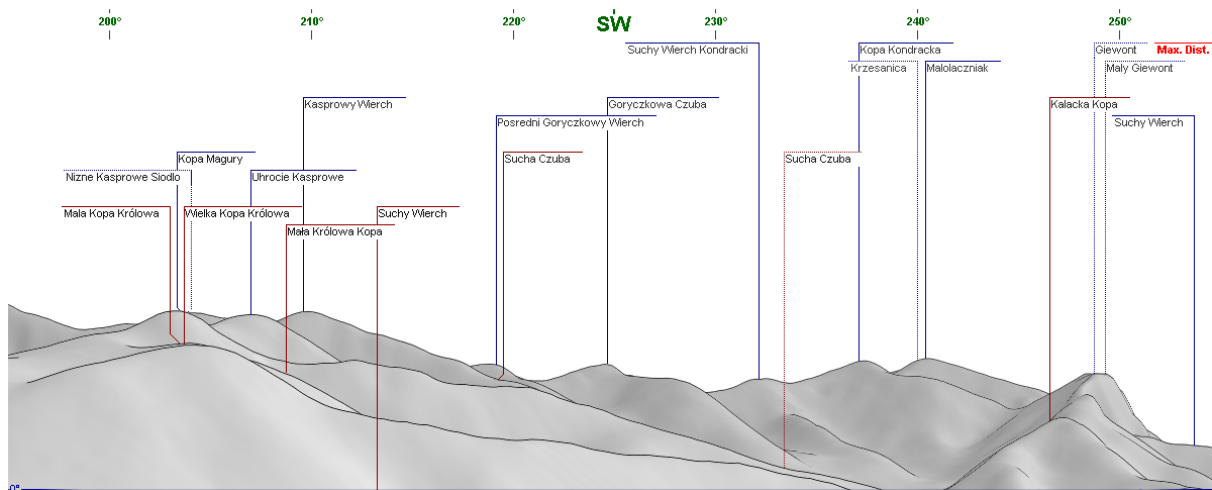 200° 210° 220° SW 230° 240° 250°
Suchy Wierch Kondracki Kopa Kondracka Giewont Max. Dist.
Krzesanica Malolaczniak Maly Giewont
Kasprowy Wierch Goryczkowa Czuba Kalacka Kopa
Posredni Goryczkowy Wierch Suchy Wierch
Kopa Magury Sucha Czuba Sucha Czuba
Nizne Kasprowe Siodlo Uhrocie Kasprowe
Mala Kopa Królowa Wielka Kopa Królowa Suchy Wierch
Mała Królowa Kopa
0°